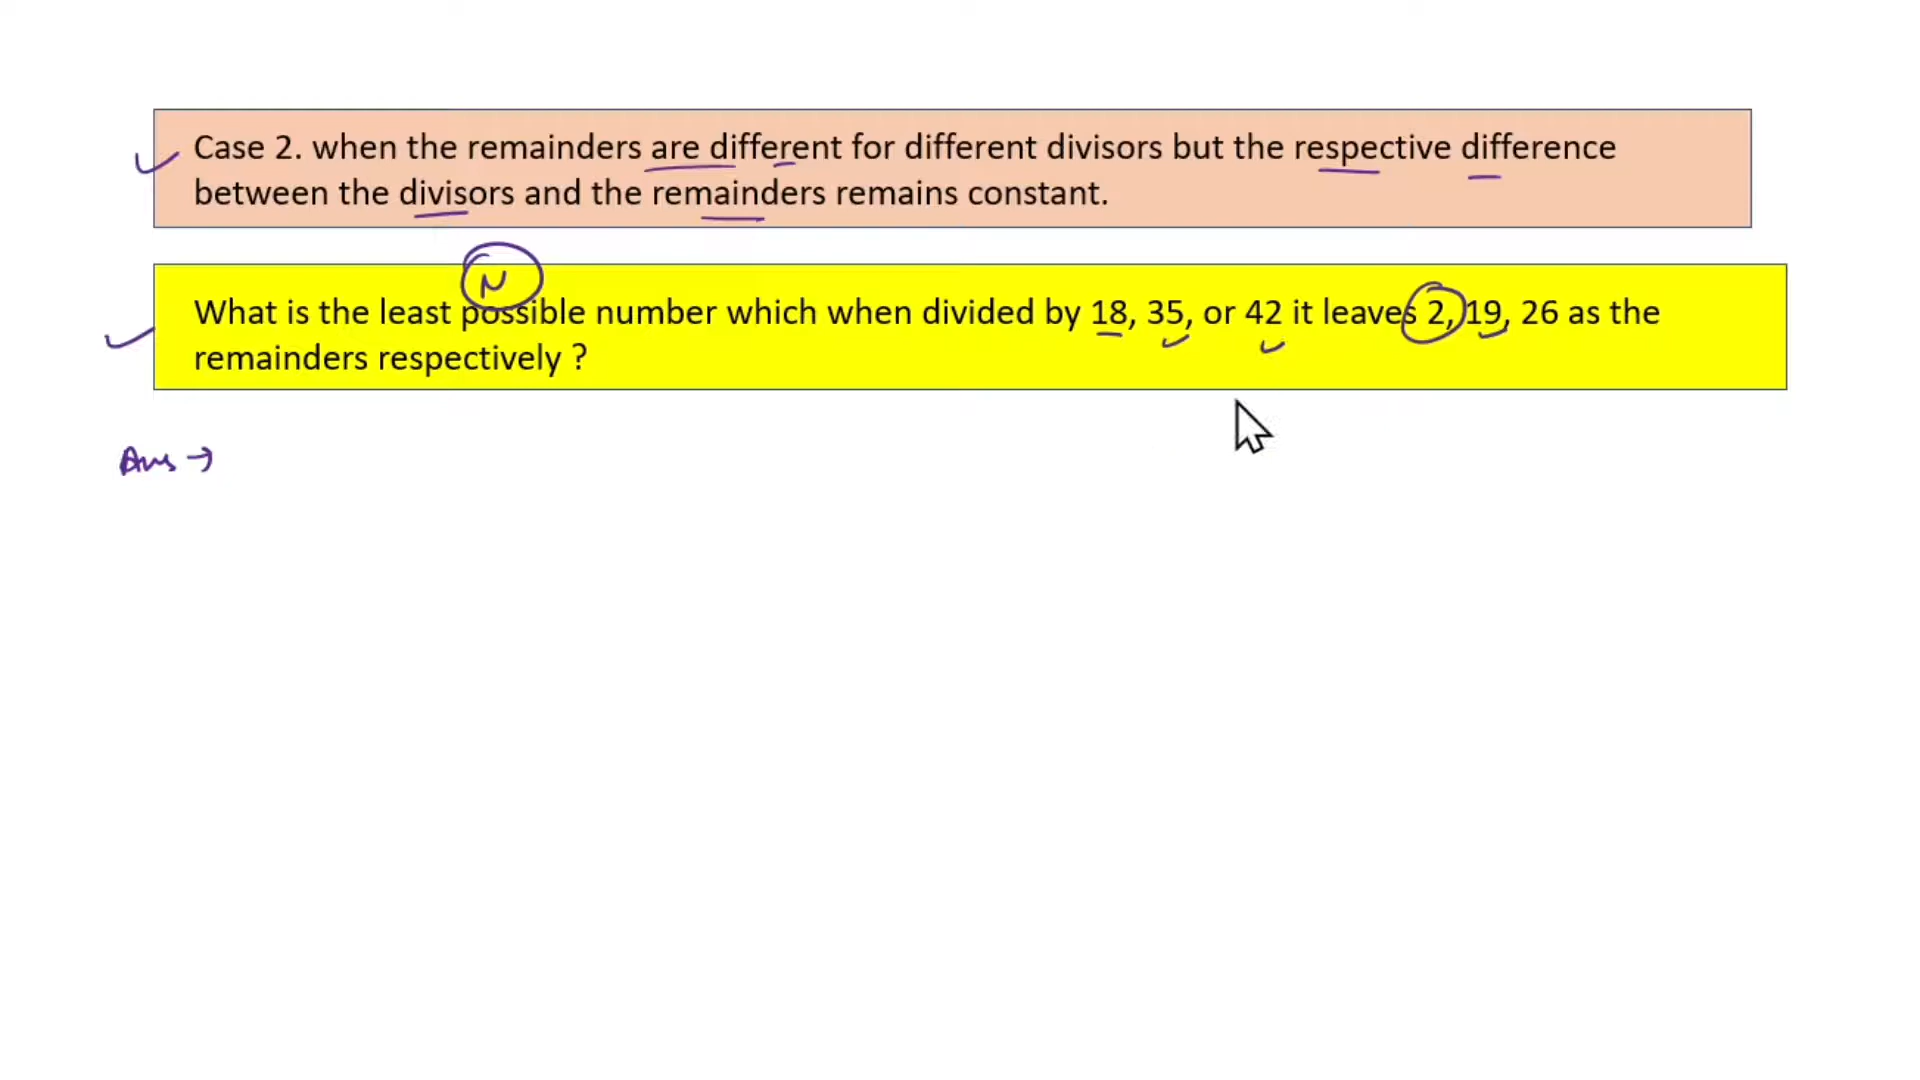 Case 2. when the remainders are different for different divisors but the respective difference
between the divisors and the remainders remains constant.
N
What is the least possible number which when divided by 18, 35, or 42 it leaves 2, 19, 26 as the
remainders respectively ?
Ans →